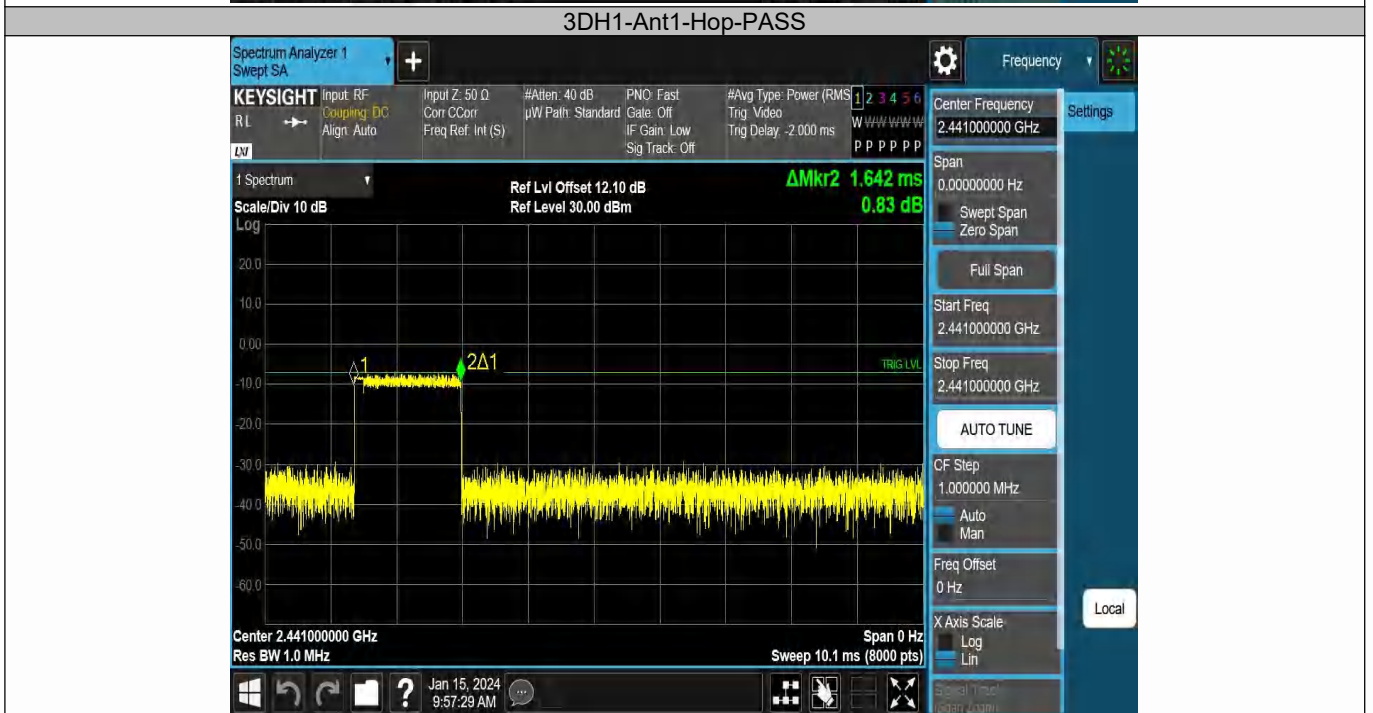 3DH1-Ant1-Hop-PASS
Spectrum Analyzer 1
Swept SA
+
Frequency
KEYSIGHT
RL
LXI
Input: RF
Coupling: DC
Align: Auto
Input Z: 50 Ω
Corr CCorr
Freq Ref: Int (S)
#Atten: 40 dB
µW Path: Standard
PNO: Fast
Gate: Off
IF Gain: Low
Sig Track: Off
#Avg Type: Power (RMS
Trig: Video
Trig Delay: -2.000 ms
1 2 3 4 5 6
W W W W W W
P P P P P P
Center Frequency
2.441000000 GHz
Settings
1 Spectrum
Ref Lvl Offset 12.10 dB
ΔMkr2 1.642 ms
Scale/Div 10 dB
Ref Level 30.00 dBm
0.83 dB
Log
20.0
10.0
0.00
-10.0
-20.0
-30.0
-40.0
-50.0
-60.0
1
2Δ1
TRIG LVL
Center 2.441000000 GHz
Span 0 Hz
Res BW 1.0 MHz
Sweep 10.1 ms (8000 pts)
Span
0.00000000 Hz
Swept Span
Zero Span
Full Span
Start Freq
2.441000000 GHz
Stop Freq
2.441000000 GHz
AUTO TUNE
CF Step
1.000000 MHz
Auto
Man
Freq Offset
0 Hz
X Axis Scale
Log
Lin
Local
Signal Track
(Span Zoom)
?
Jan 15, 2024
9:57:29 AM